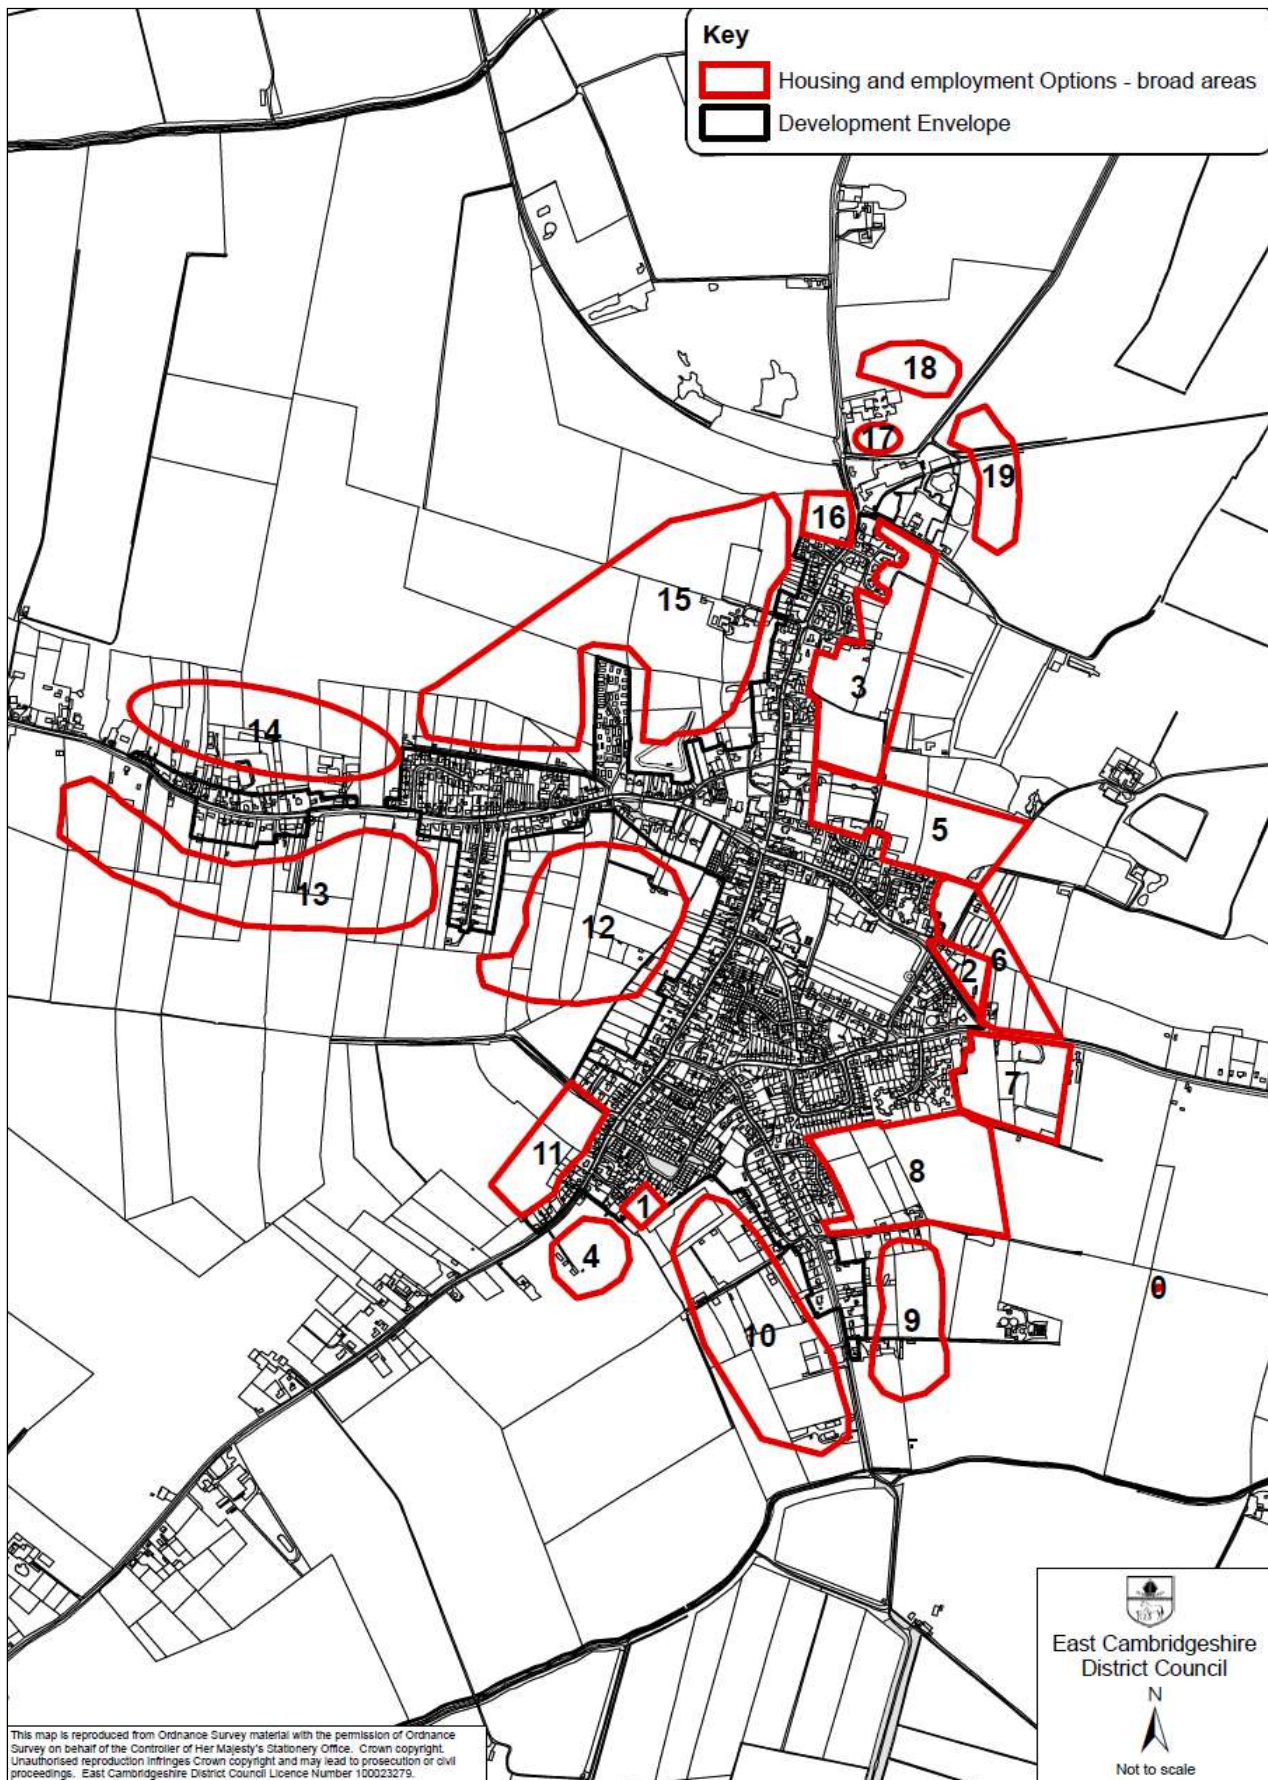 Key
Housing and employment Options - broad areas
Development Envelope
18
17
19
16
15
3
14
5
13
12
6
2
7
11
8
1
4
0
9
10
East Cambridgeshire
District Council
N
Not to scale
This map is reproduced from Ordnance Survey material with the permission of Ordnance
Survey on behalf of the Controller of Her Majesty's Stationery Office. Crown copyright.
Unauthorised reproduction infringes Crown copyright and may lead to prosecution or civil
proceedings. East Cambridgeshire District Council Licence Number 100023279.